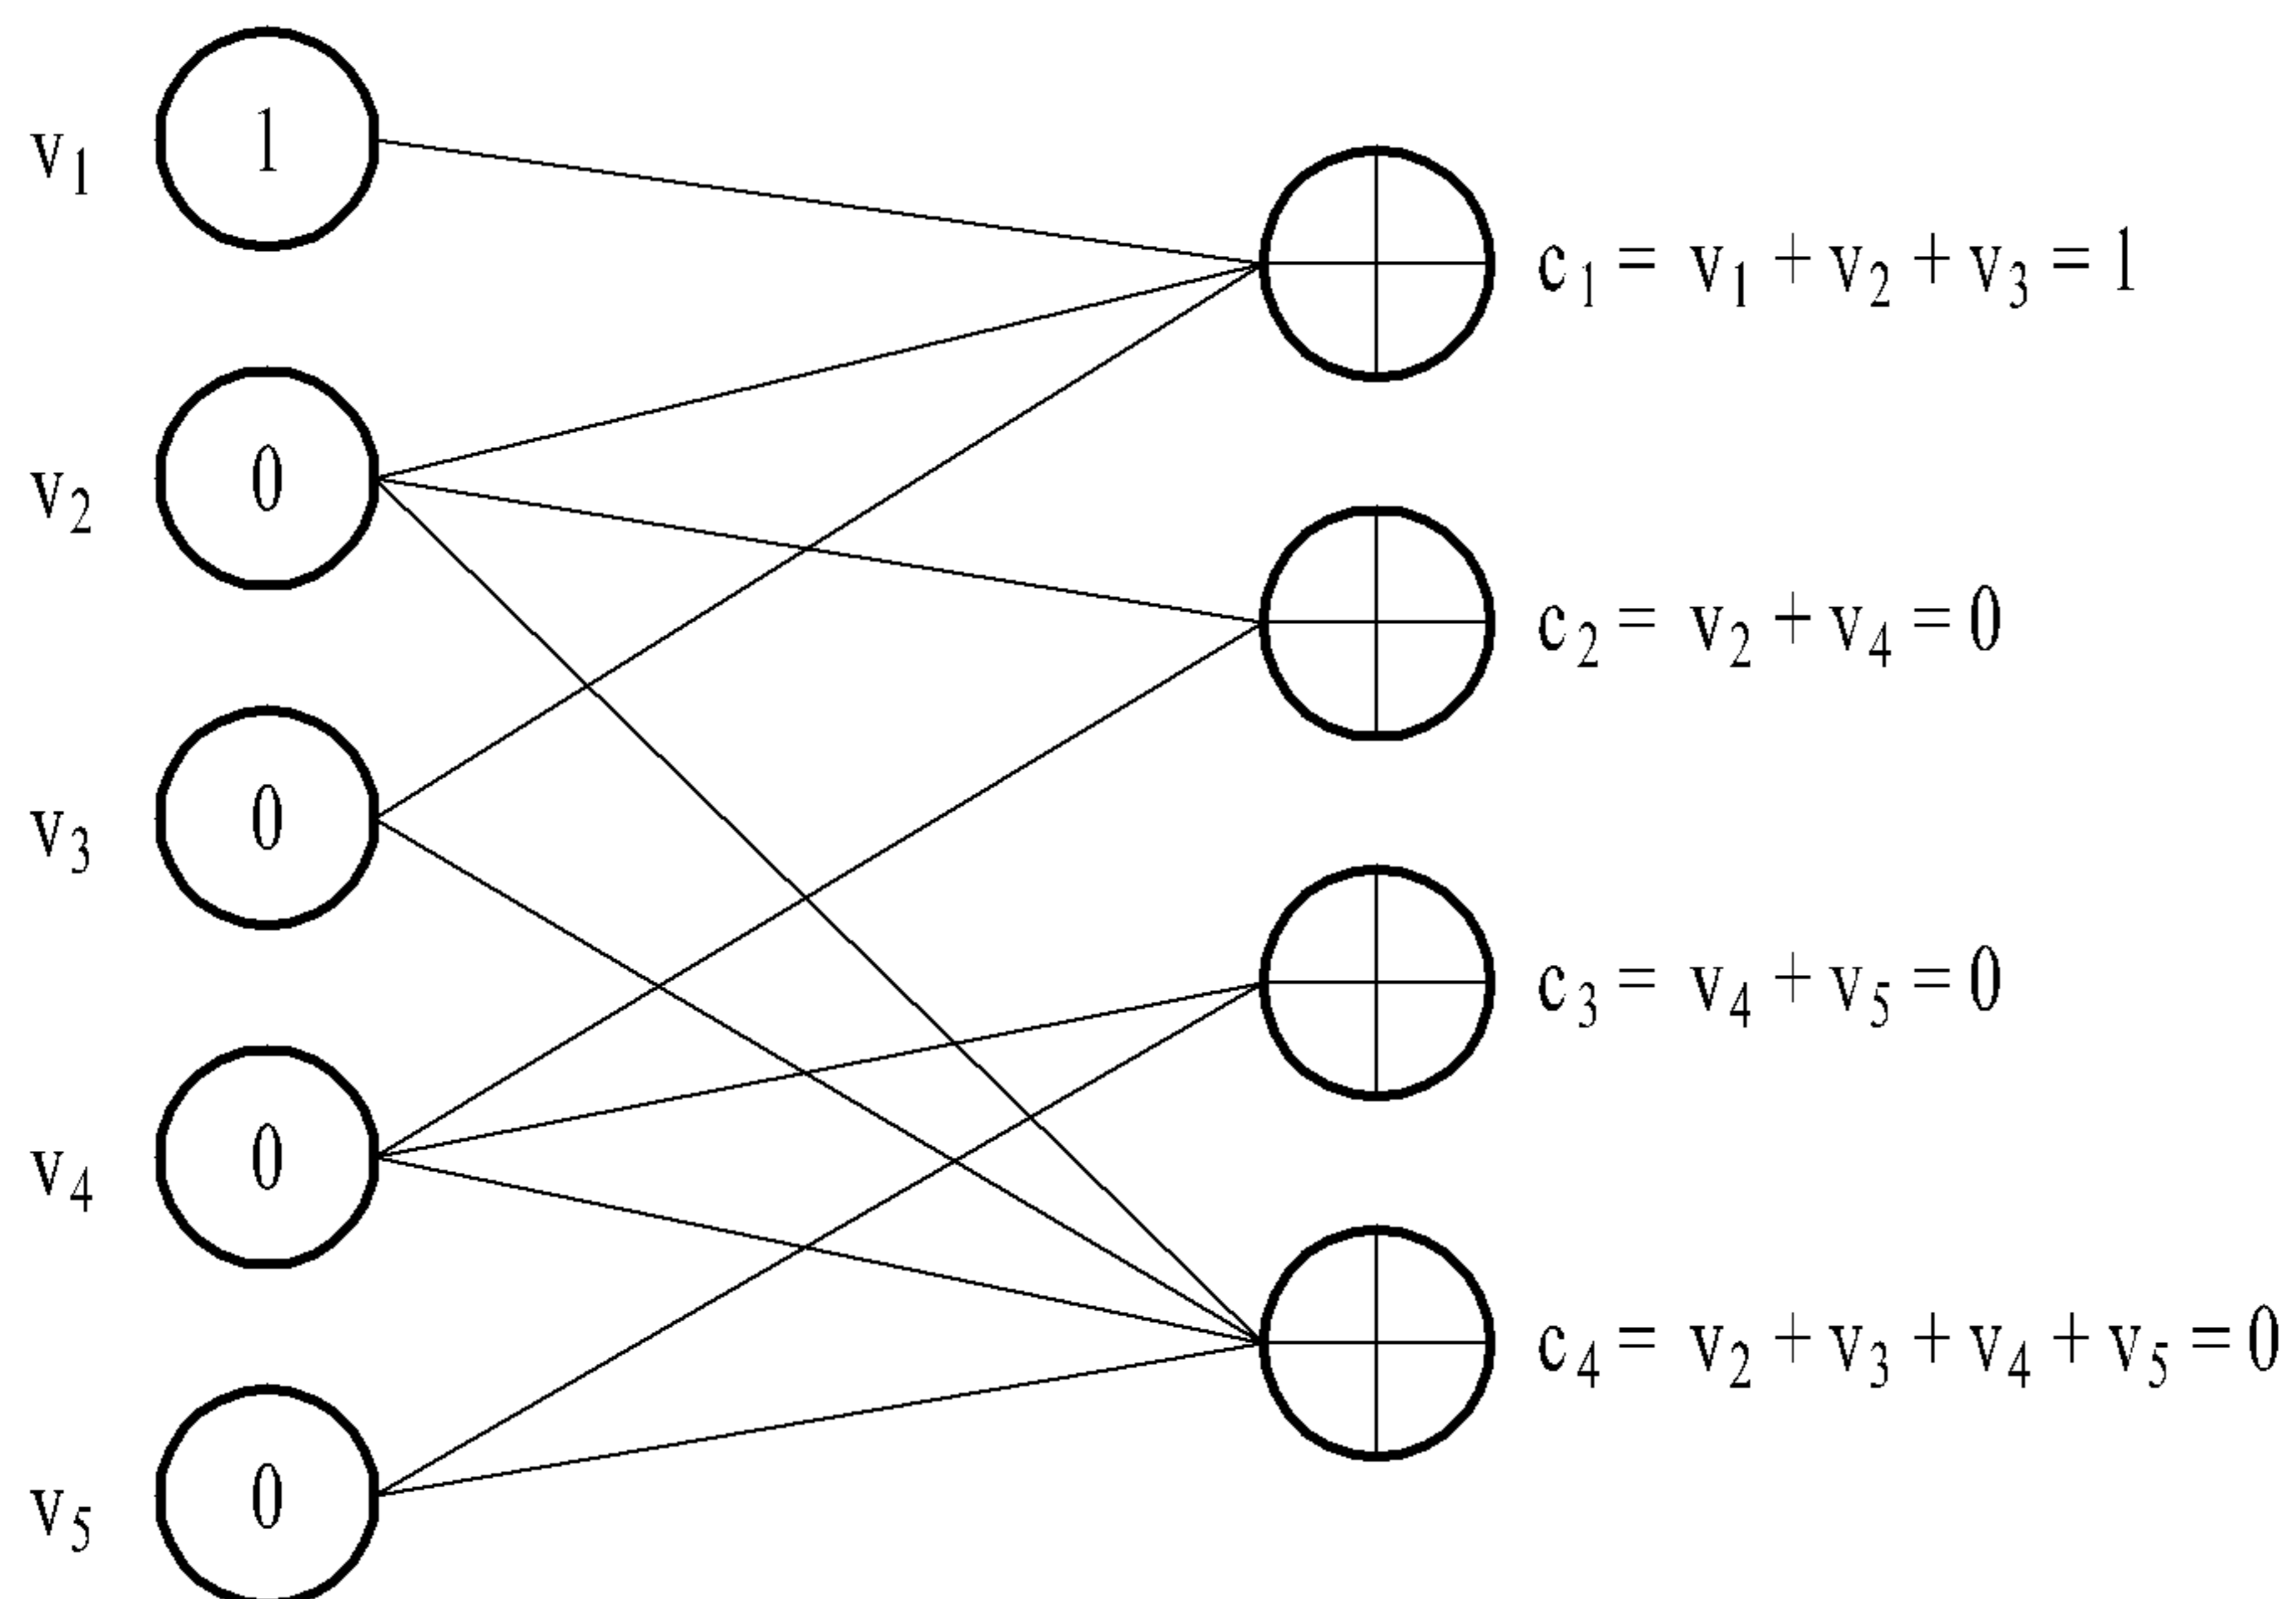 v₁ 1
c₁ = v₁ + v₂ + v₃ = 1
v₂ 0
c₂ = v₂ + v₄ = 0
v₃ 0
c₃ = v₄ + v₅ = 0
v₄ 0
c₄ = v₂ + v₃ + v₄ + v₅ = 0
v₅ 0